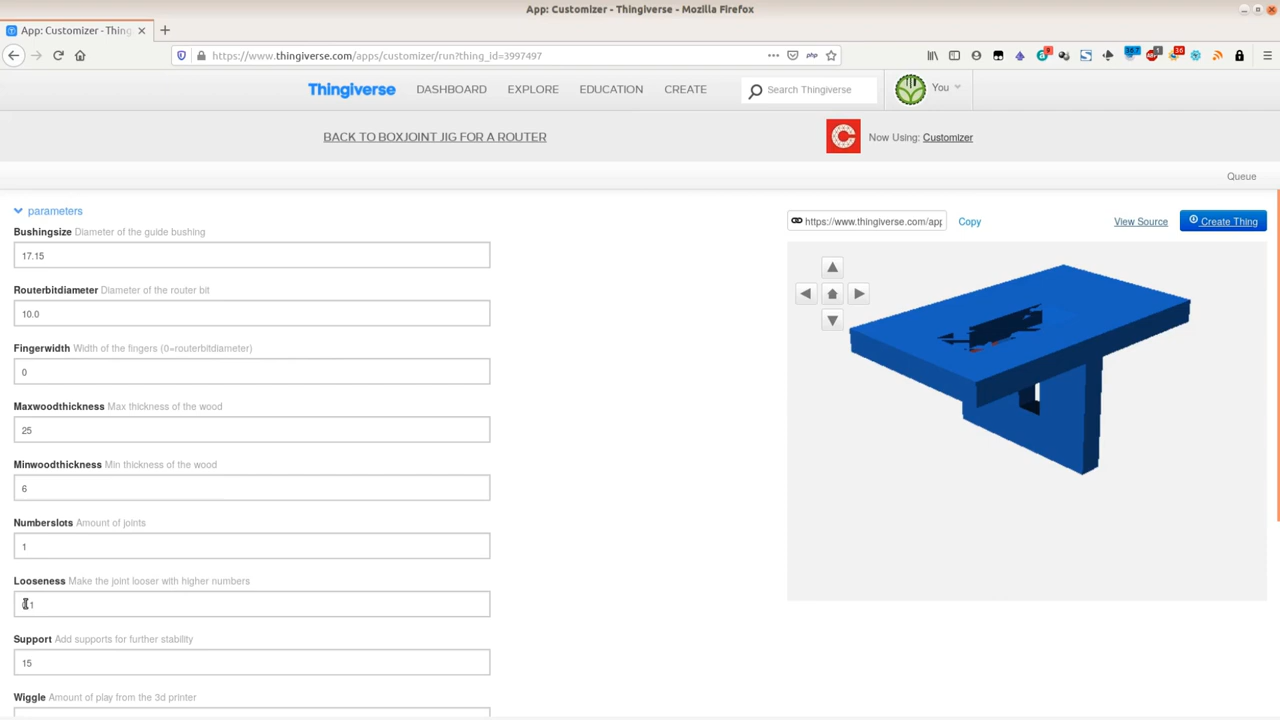 App: Customizer - Thingiverse - Mozilla Firefox
App: Customizer - Thing
https://www.thingiverse.com/apps/customizer/run?thing_id=3997497
php
Thingiverse DASHBOARD EXPLORE EDUCATION CREATE Search Thingiverse You
BACK TO BOXJOINT JIG FOR A ROUTER Now Using: Customizer
Queue
parameters
https://www.thingiverse.com/app Copy View Source Create Thing
Bushingsize Diameter of the guide bushing
17.15
Routerbitdiameter Diameter of the router bit
10.0
Fingerwidth Width of the fingers (0=routerbitdiameter)
0
Maxwoodthickness Max thickness of the wood
25
Minwoodthickness Min thickness of the wood
6
Numberslots Amount of joints
1
Looseness Make the joint looser with higher numbers
Support Add supports for further stability
15
Wiggle Amount of play from the 3d printer